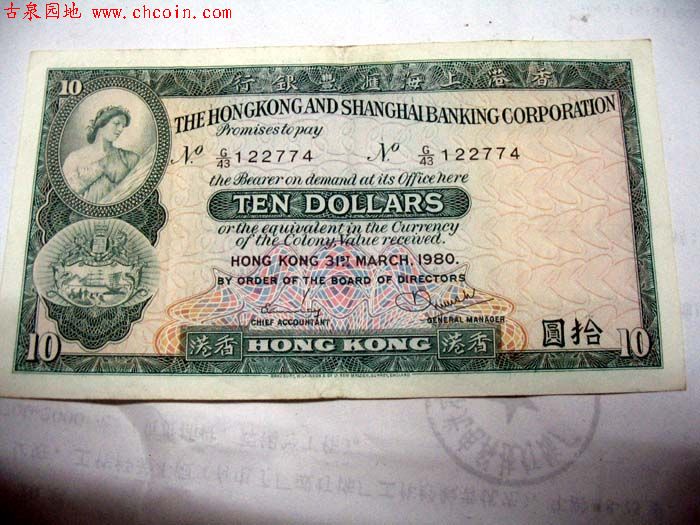 古泉园地 www.chcoin.com
行銀豐滙海上港香
10
THE HONGKONG AND SHANGHAI BANKING CORPORATION
Promises to pay
No G/43 122774 No G/43 122774
the Bearer on demand at its Office here
TEN DOLLARS
or the equivalent in the Currency
of the Colony, Value received.
HONG KONG 31ST MARCH, 1980.
BY ORDER OF THE BOARD OF DIRECTORS
CHIEF ACCOUNTANT GENERAL MANAGER
圓拾
10 港香 HONG KONG 港香 10